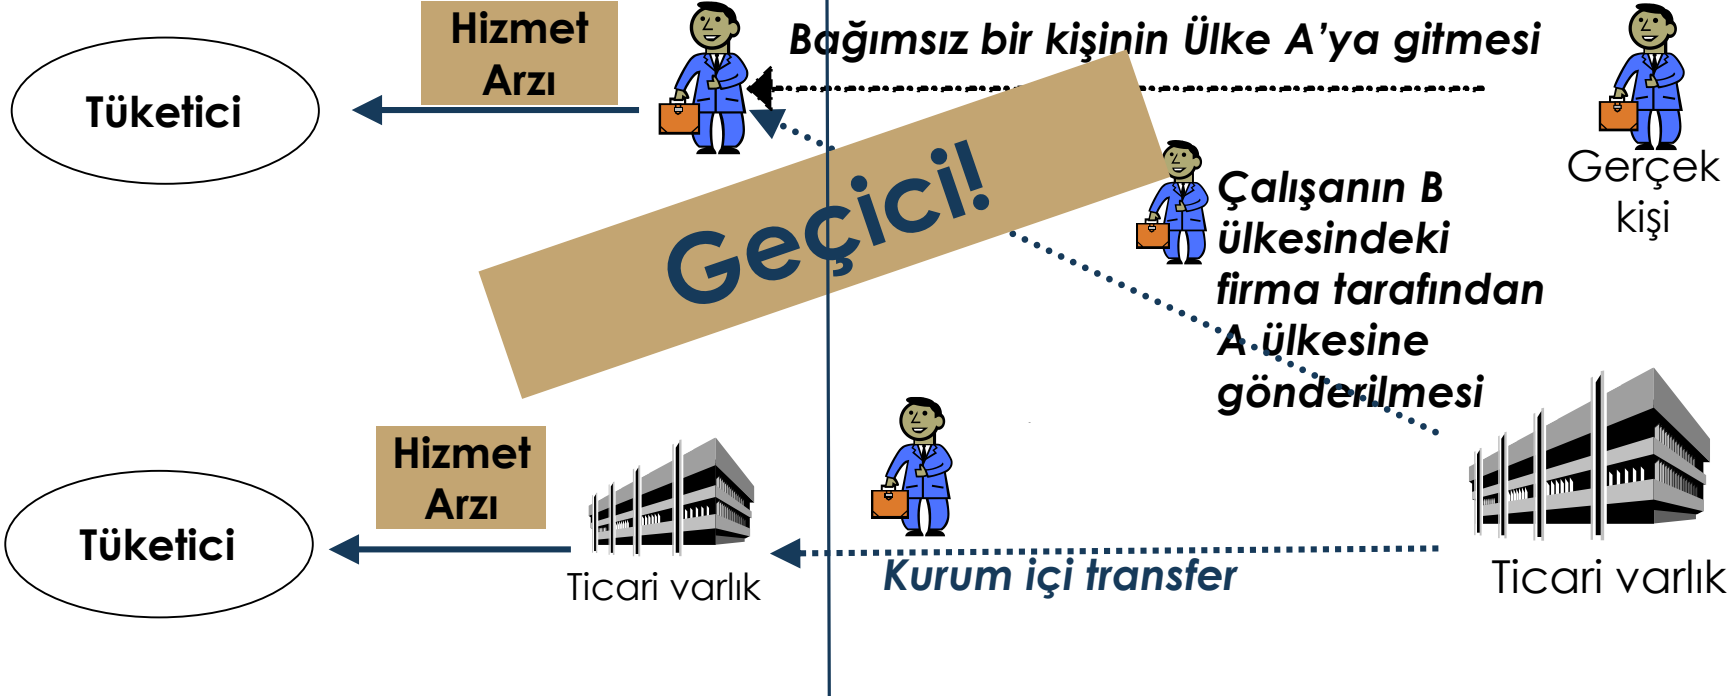 Hizmet
Arzı
Bağımsız bir kişinin Ülke A’ya gitmesi
Tüketici
Gerçek
kişi
Geçici!
Çalışanın B
ülkesindeki
firma tarafından
A ülkesine
gönderilmesi
Hizmet
Arzı
Tüketici
Ticari varlık
Kurum içi transfer
Ticari varlık